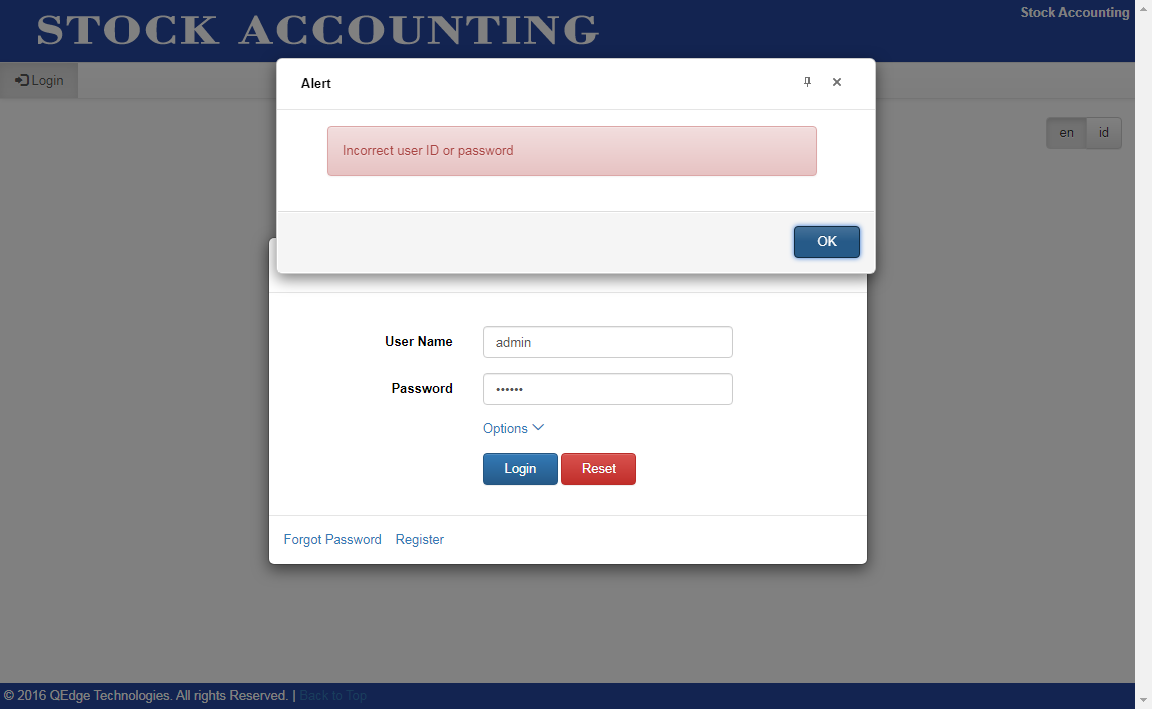 STOCK ACCOUNTING
Stock Accounting
Login
Alert
en id
Incorrect user ID or password
OK
User Name admin
Password ••••••
Options
Login Reset
Forgot Password Register
© 2016 QEdge Technologies. All rights Reserved. | Back to Top